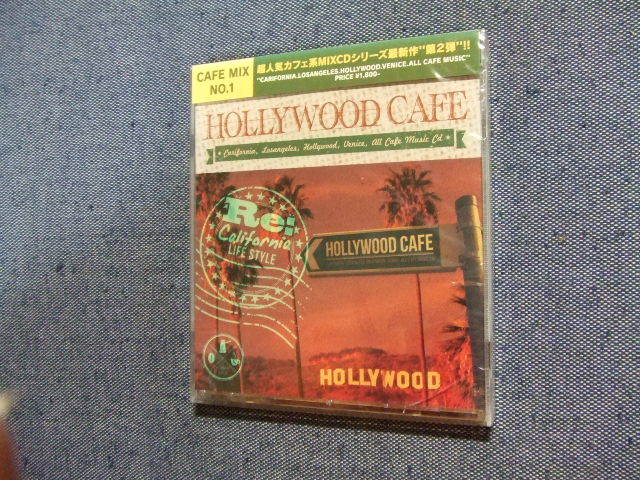 CAFE MIX
NO.1
超人気カフェ系MIXCDシリーズ最新作"第2弾"!!
"CARIFORNIA.LOSANGELES.HOLLYWOOD.VENICE.ALL CAFE MUSIC"
PRICE ¥1,800-
HOLLYWOOD CAFE
Carifornia, Losangeles, Hollywood, Venice, All Cafe Music Cd
Re:
California
LIFE STYLE
HOLLYWOOD CAFE
HOLLYWOOD